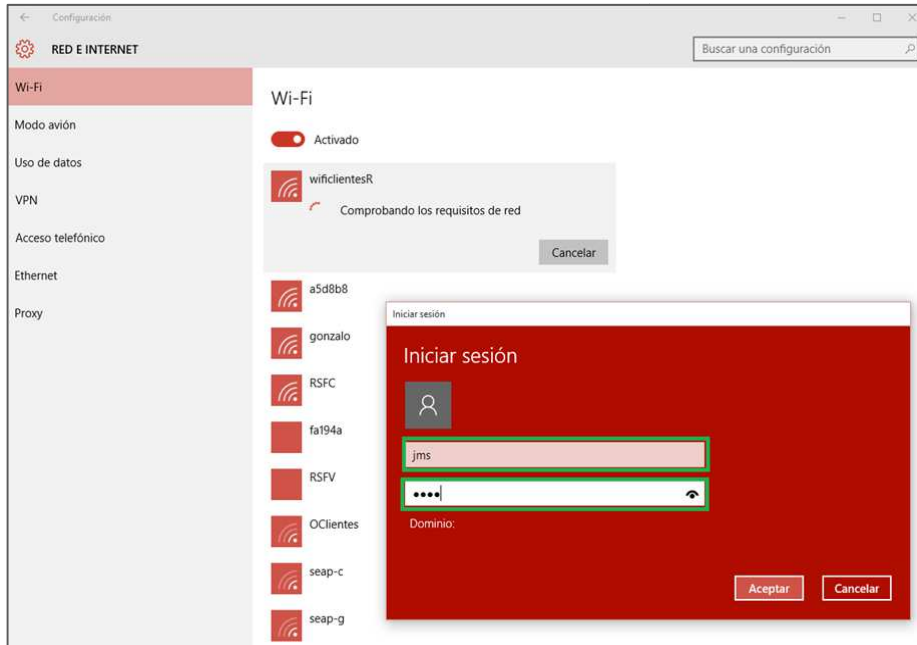 Configuración
RED E INTERNET
Buscar una configuración
Wi-Fi
Modo avión
Uso de datos
VPN
Acceso telefónico
Ethernet
Proxy
Wi-Fi
Activado
wificlientesR
Comprobando los requisitos de red
Cancelar
a5d8b8
gonzalo
RSFC
fa194a
RSFV
OClientes
seap-c
seap-g
Iniciar sesión
Iniciar sesión
jms
••••
Dominio:
Aceptar
Cancelar